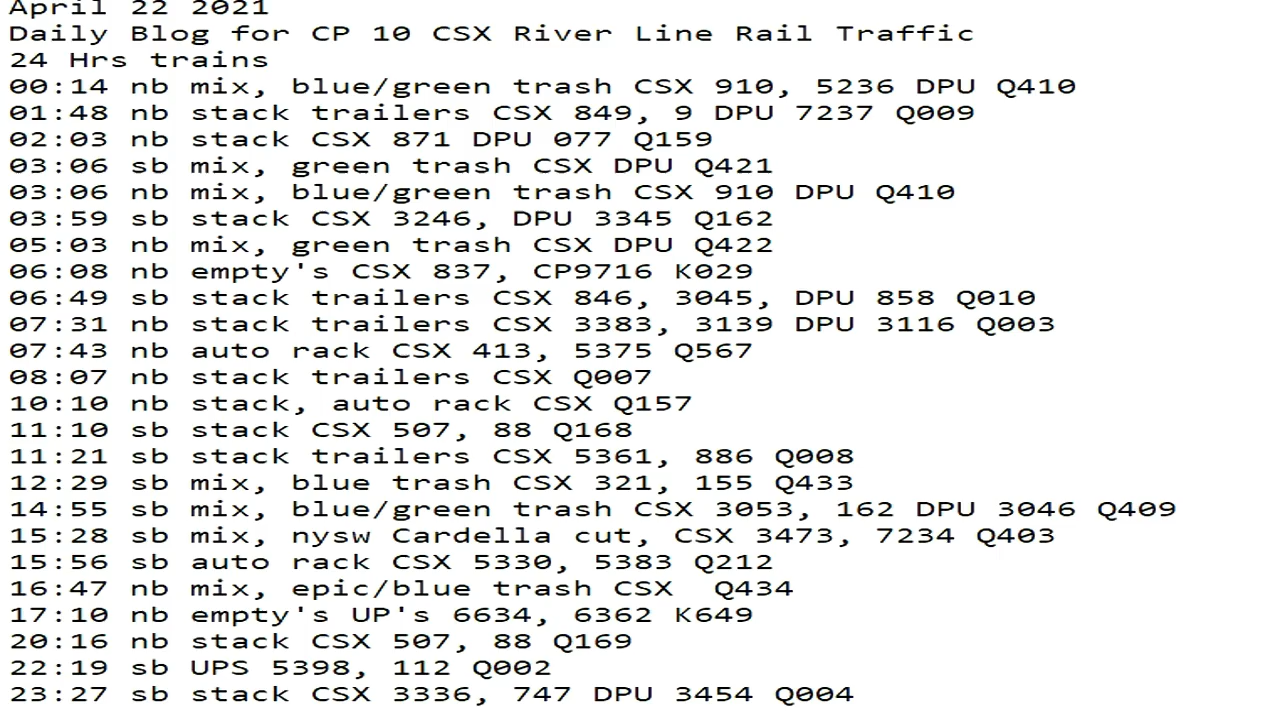 April 22 2021
Daily Blog for CP 10 CSX River Line Rail Traffic
24 Hrs trains
00:14 nb mix, blue/green trash CSX 910, 5236 DPU Q410
01:48 nb stack trailers CSX 849, 9 DPU 7237 Q009
02:03 nb stack CSX 871 DPU 077 Q159
03:06 sb mix, green trash CSX DPU Q421
03:06 nb mix, blue/green trash CSX 910 DPU Q410
03:59 sb stack CSX 3246, DPU 3345 Q162
05:03 nb mix, green trash CSX DPU Q422
06:08 nb empty's CSX 837, CP9716 K029
06:49 sb stack trailers CSX 846, 3045, DPU 858 Q010
07:31 nb stack trailers CSX 3383, 3139 DPU 3116 Q003
07:43 nb auto rack CSX 413, 5375 Q567
08:07 nb stack trailers CSX Q007
10:10 nb stack, auto rack CSX Q157
11:10 sb stack CSX 507, 88 Q168
11:21 sb stack trailers CSX 5361, 886 Q008
12:29 sb mix, blue trash CSX 321, 155 Q433
14:55 sb mix, blue/green trash CSX 3053, 162 DPU 3046 Q409
15:28 sb mix, nysw Cardella cut, CSX 3473, 7234 Q403
15:56 sb auto rack CSX 5330, 5383 Q212
16:47 nb mix, epic/blue trash CSX  Q434
17:10 nb empty's UP's 6634, 6362 K649
20:16 nb stack CSX 507, 88 Q169
22:19 sb UPS 5398, 112 Q002
23:27 sb stack CSX 3336, 747 DPU 3454 Q004